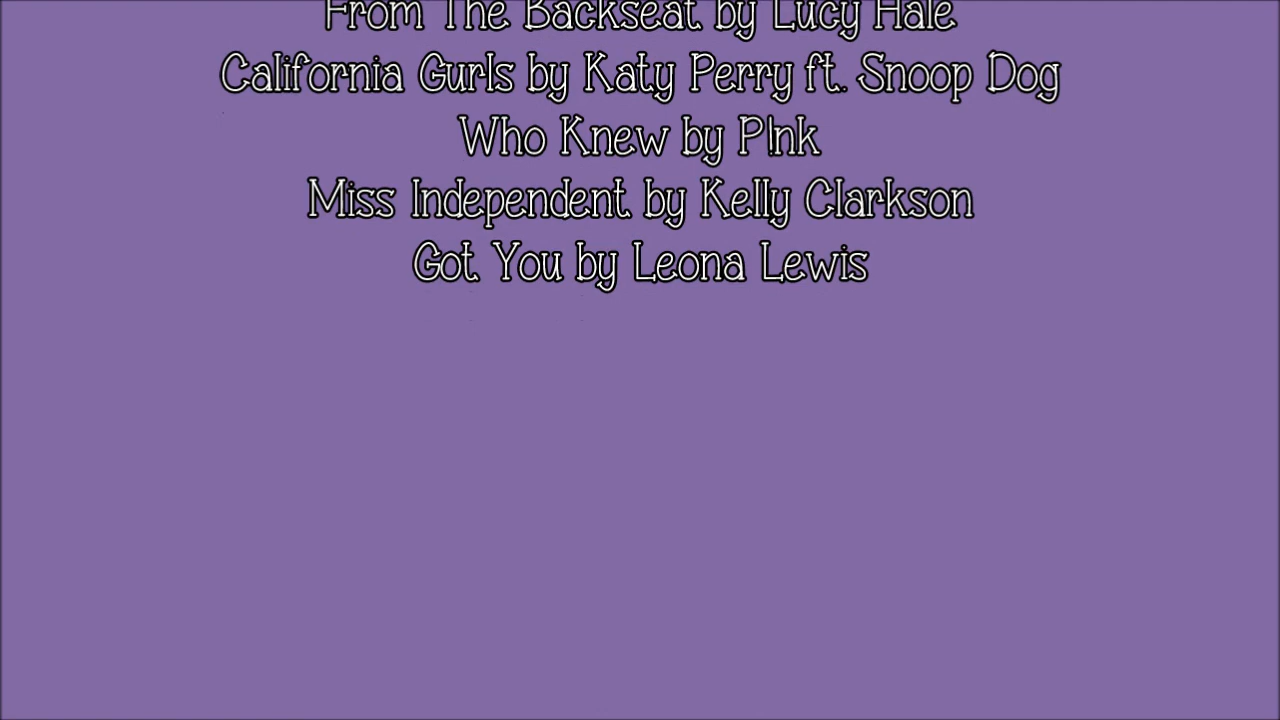 From The Backseat by Lucy Hale
California Gurls by Katy Perry ft. Snoop Dog
Who Knew by P!nk
Miss Independent by Kelly Clarkson
Got You by Leona Lewis